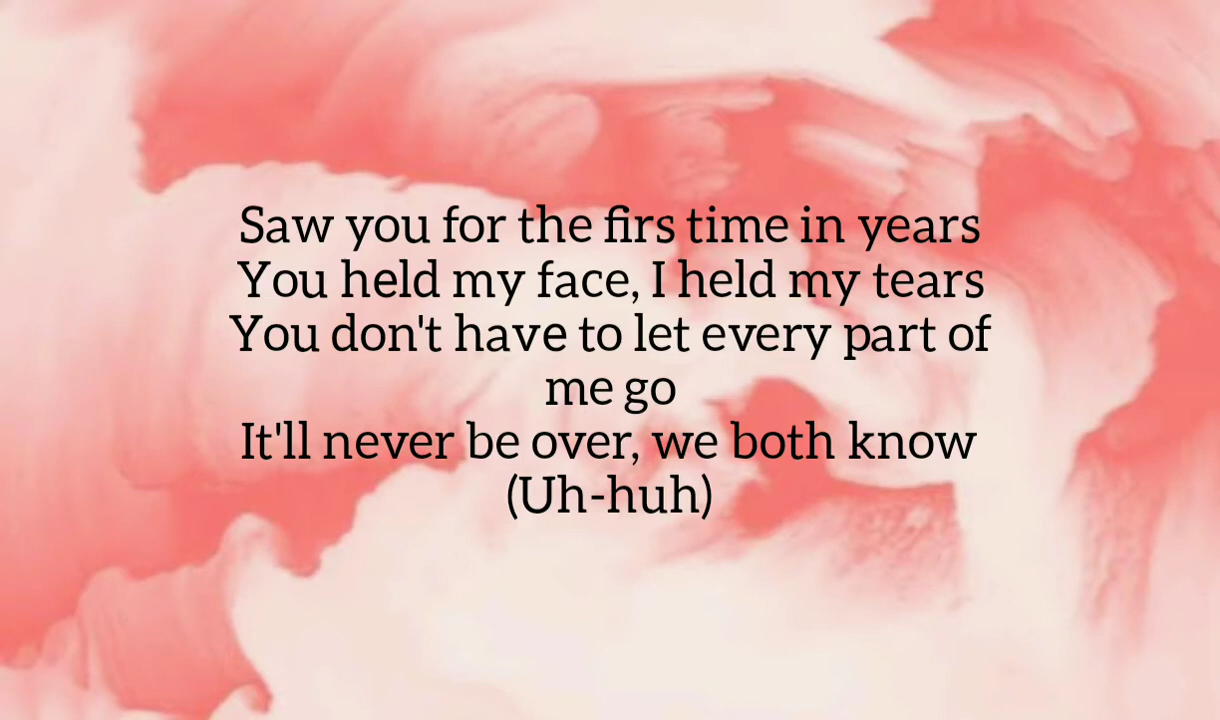 Saw you for the firs time in years
You held my face, I held my tears
You don't have to let every part of
me go
It'll never be over, we both know
(Uh-huh)